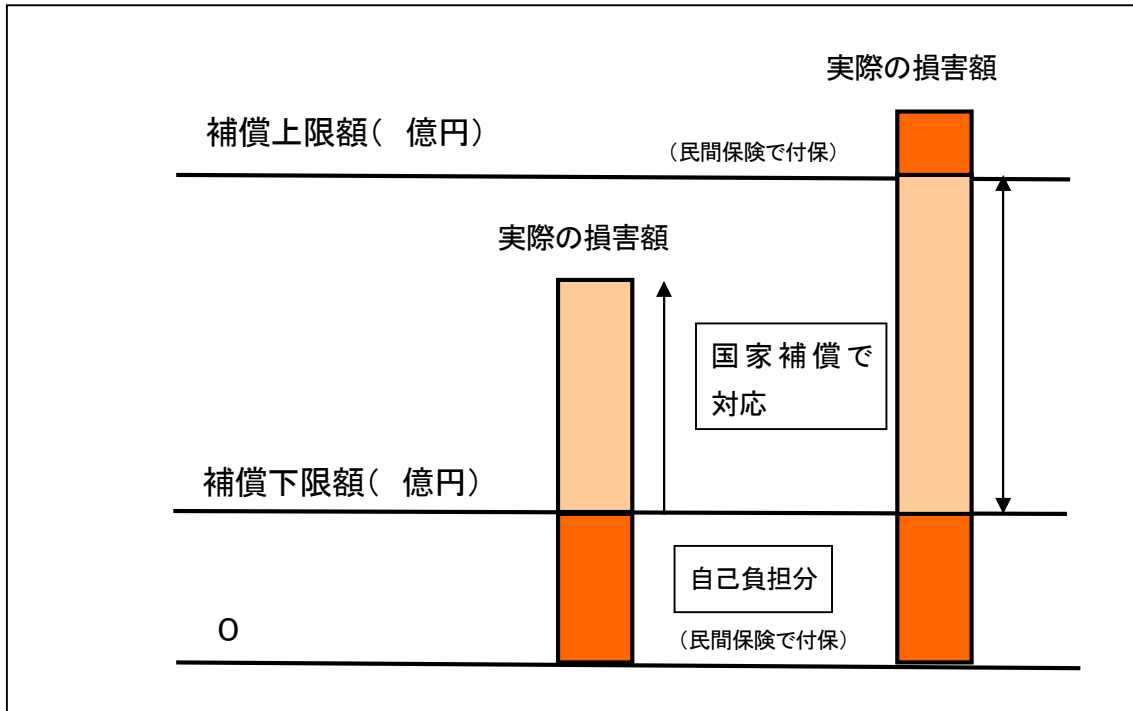 実際の損害額
補償上限額( 億円)
(民間保険で付保)
実際の損害額
国家補償で
対応
補償下限額( 億円)
自己負担分
0
(民間保険で付保)